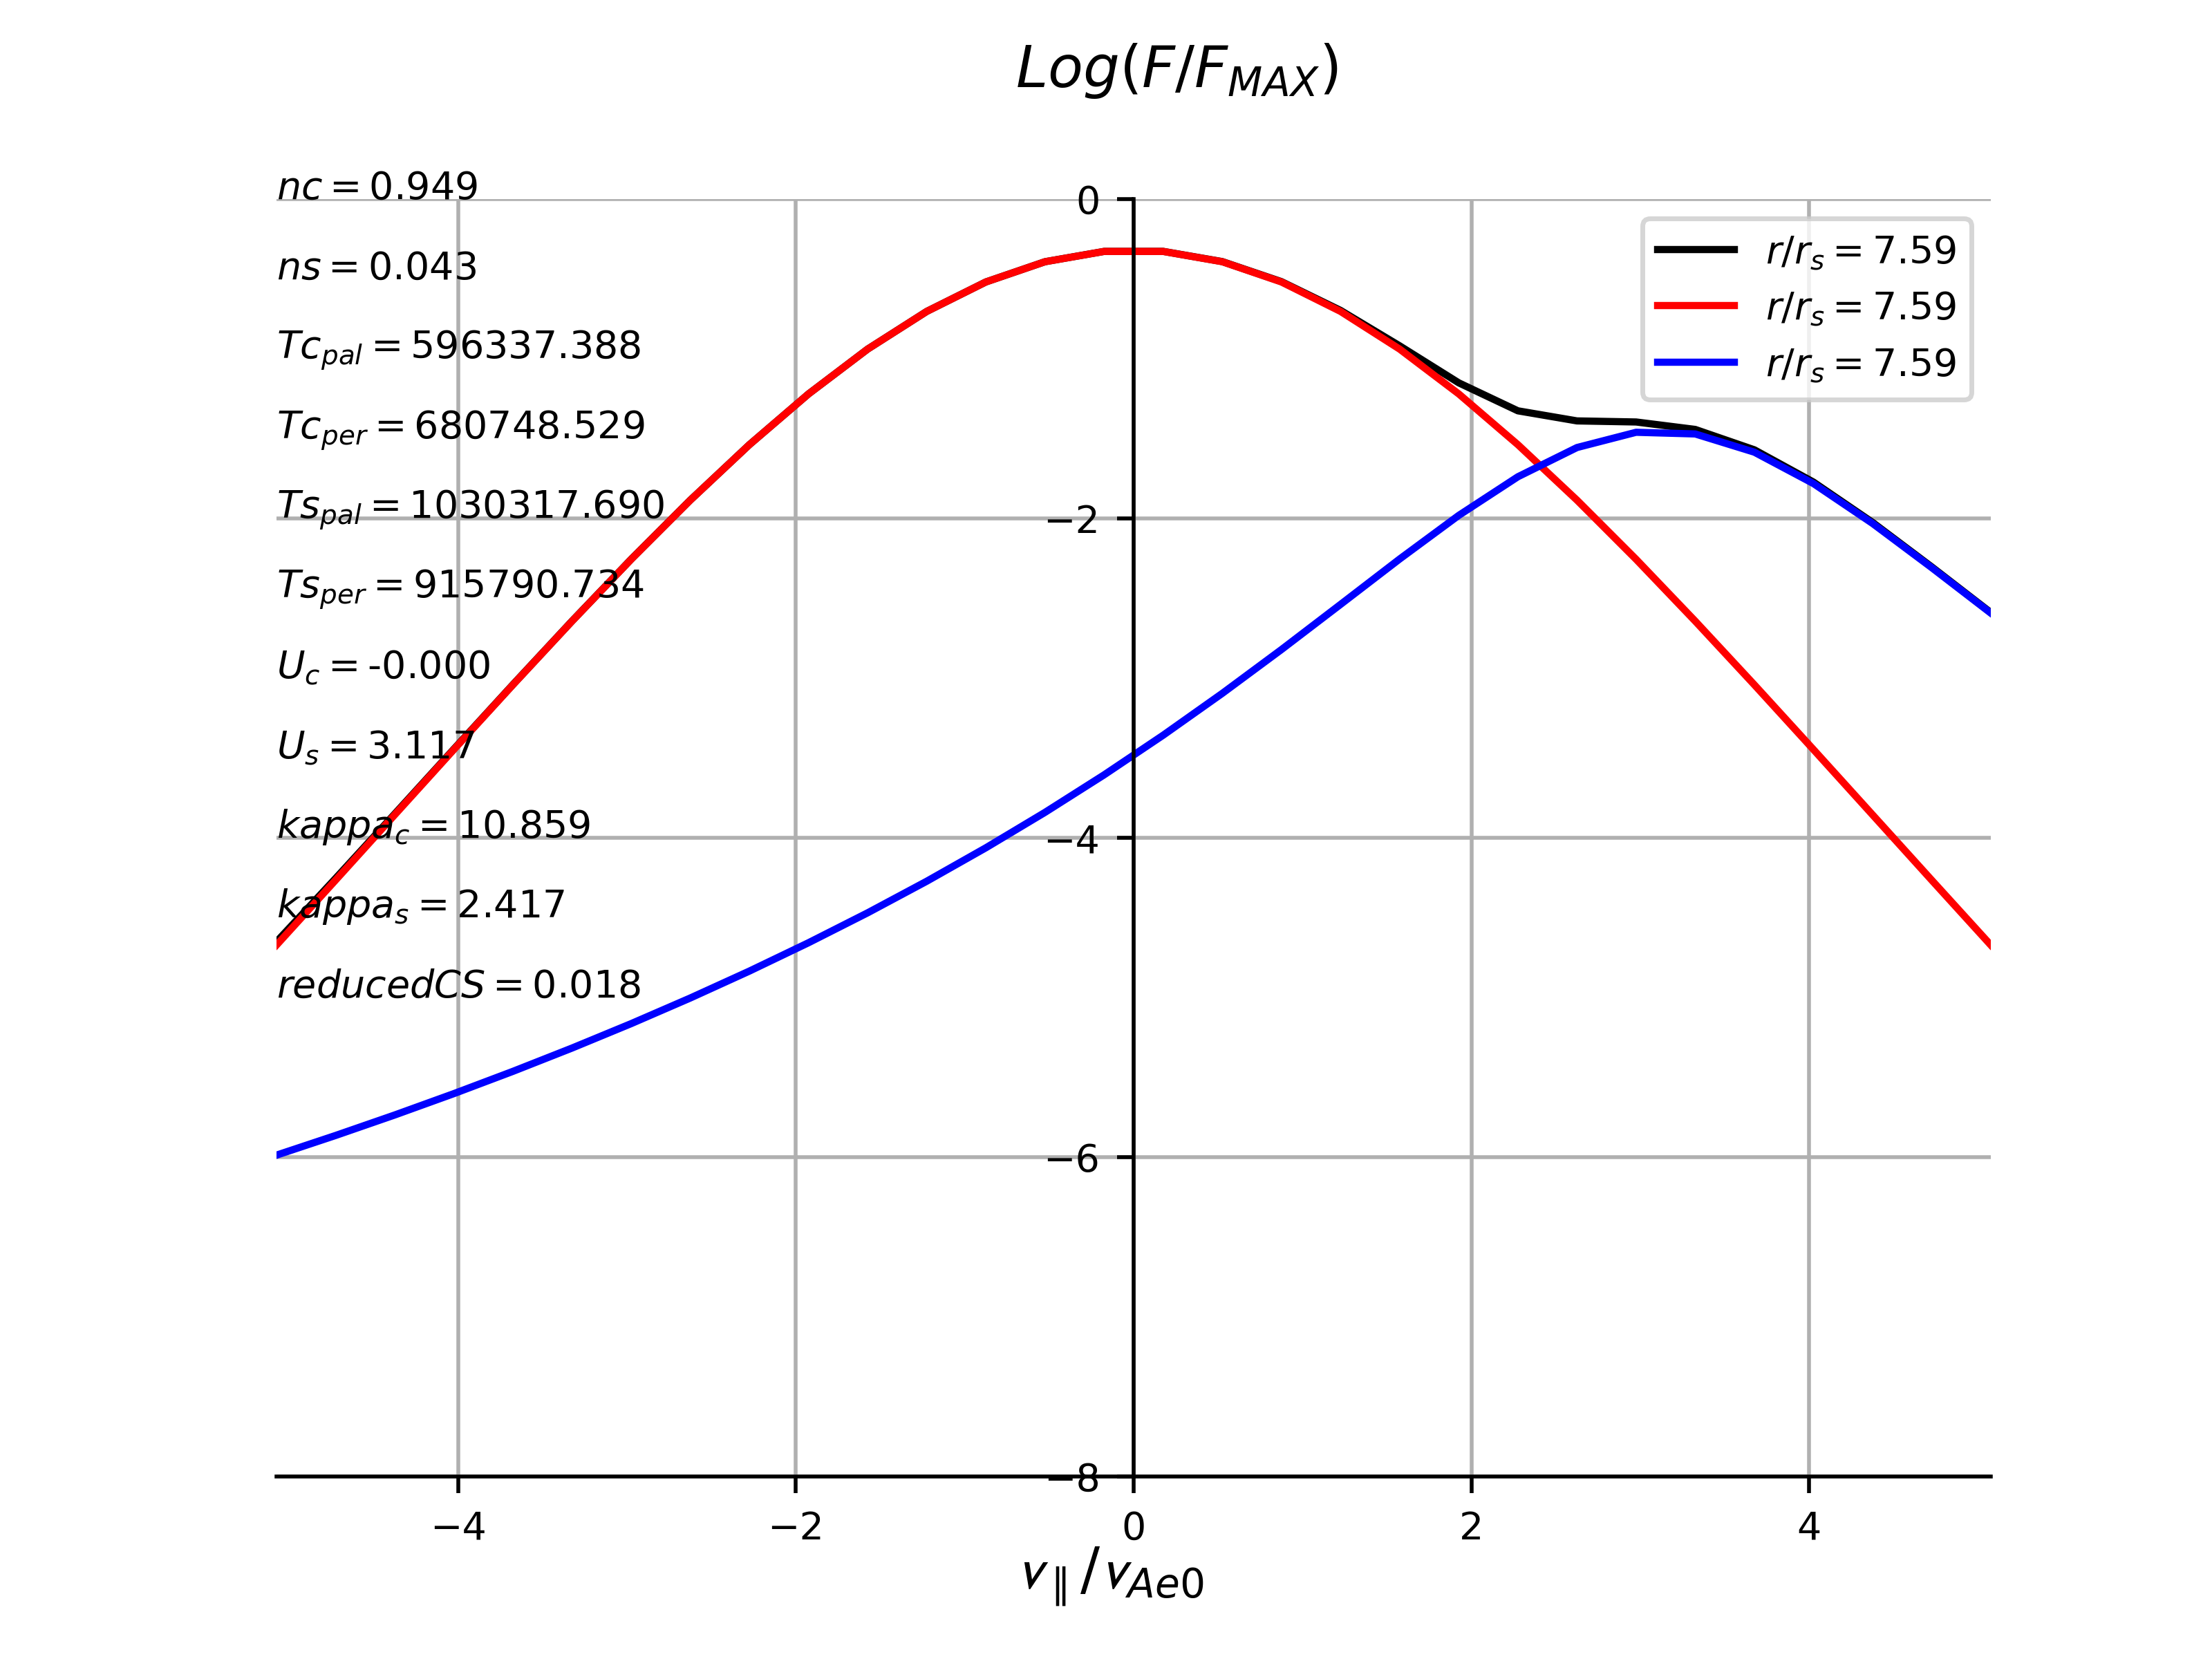 Log(F/F_MAX)
nc = 0.949
ns = 0.043
Tc_pal = 596337.388
Tc_per = 680748.529
Ts_pal = 1030317.690
Ts_per = 915790.734
U_c = -0.000
U_s = 3.117
kappa_c = 10.859
kappa_s = 2.417
reducedCS = 0.018
0
−2
−4
−6
−8
r/r_s = 7.59
r/r_s = 7.59
r/r_s = 7.59
−4 −2 0 2 4
v_∥/v_Ae0